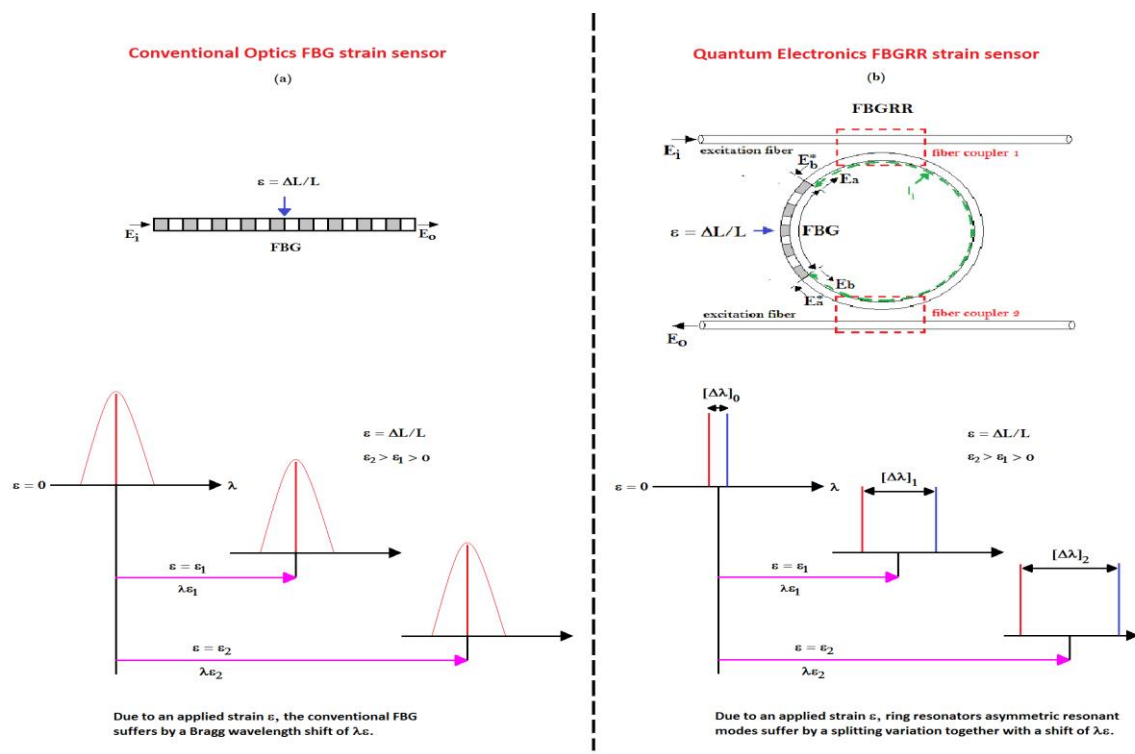 Conventional Optics FBG strain sensor
(a)
ε = ΔL/L
Eᵢ
Eₒ
FBG
ε = 0
λ
ε = ΔL/L
ε₂ > ε₁ > 0
ε = ε₁
λε₁
ε = ε₂
λε₂
Due to an applied strain ε, the conventional FBG
suffers by a Bragg wavelength shift of λε.
Quantum Electronics FBGRR strain sensor
(b)
FBGRR
Eᵢ
excitation fiber
fiber coupler 1
E*b
Ea
ε = ΔL/L
FBG
Eb
E*a
excitation fiber
fiber coupler 2
Eₒ
[Δλ]₀
ε = 0
λ
ε = ΔL/L
ε₂ > ε₁ > 0
[Δλ]₁
ε = ε₁
λε₁
[Δλ]₂
ε = ε₂
λε₂
Due to an applied strain ε, ring resonators asymmetric resonant
modes suffer by a splitting variation together with a shift of λε.